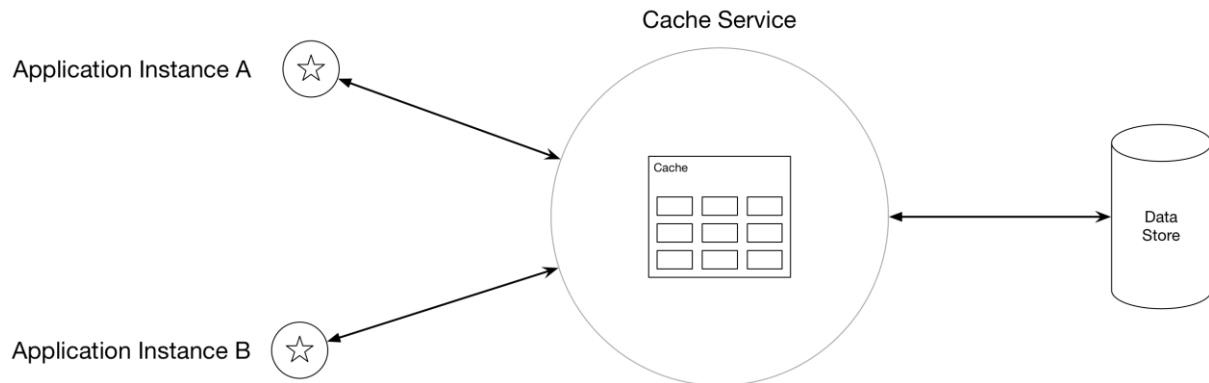 Cache Service
Application Instance A
Cache
Data
Store
Application Instance B